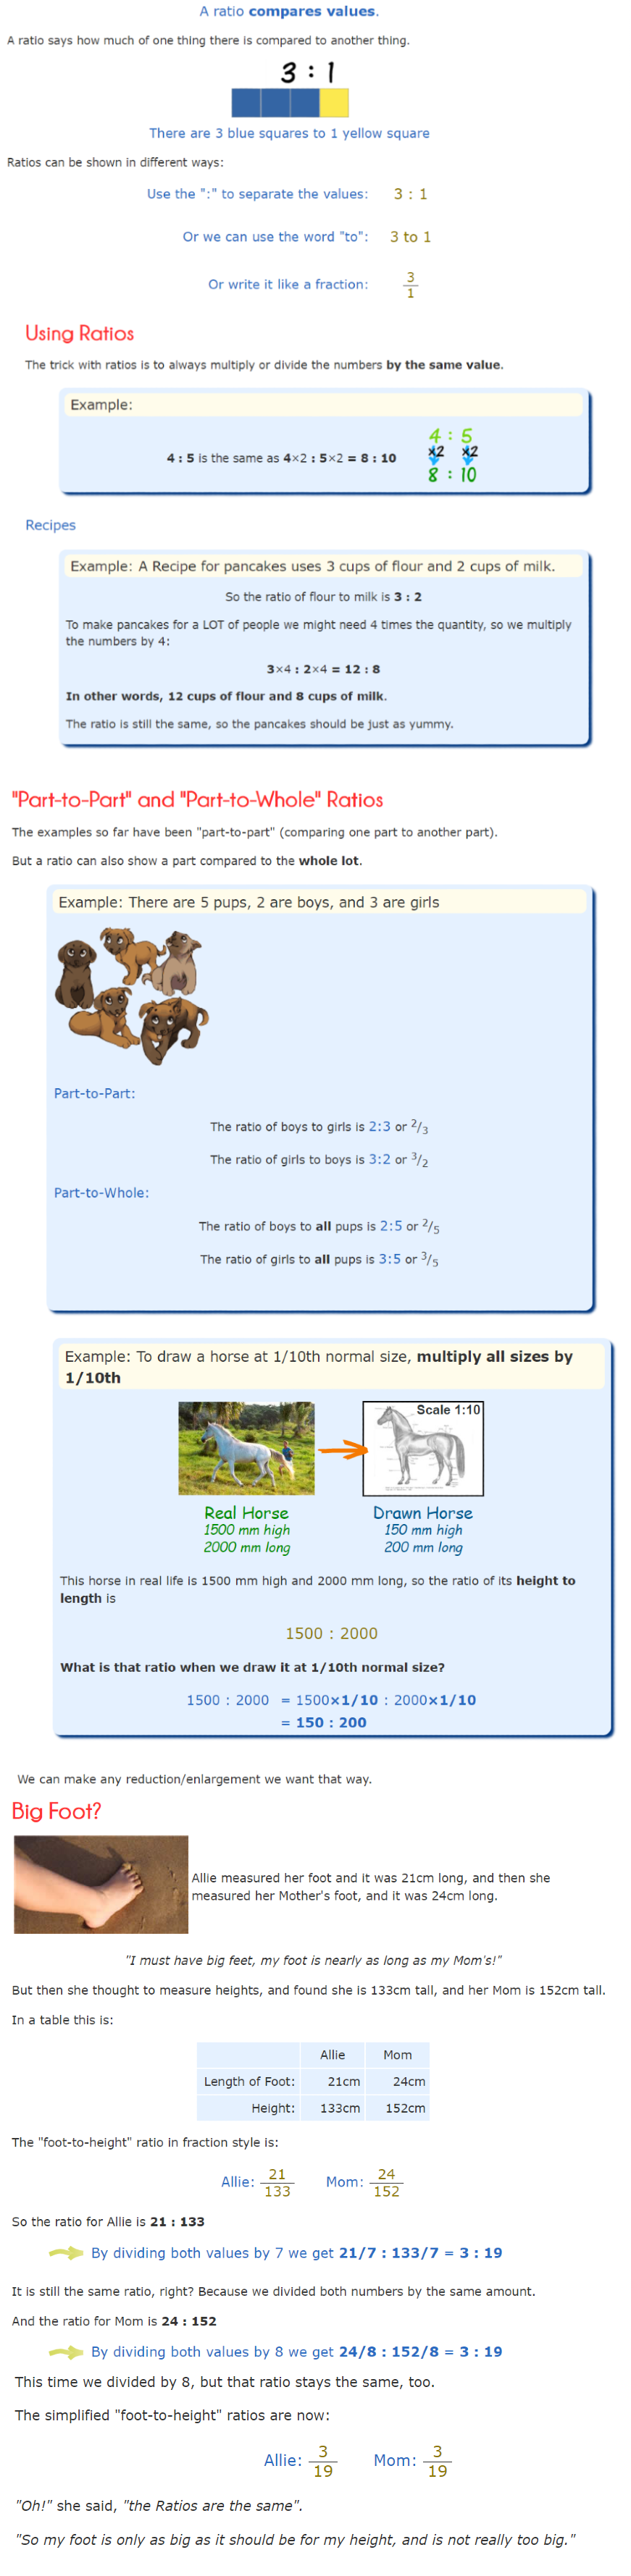 A ratio compares values.
A ratio says how much of one thing there is compared to another thing.
3 : 1
There are 3 blue squares to 1 yellow square
Ratios can be shown in different ways:
Use the ":" to separate the values: 3 : 1
Or we can use the word "to": 3 to 1
Or write it like a fraction: 3/1
Using Ratios
The trick with ratios is to always multiply or divide the numbers by the same value.
Example:
4 : 5 is the same as 4×2 : 5×2 = 8 : 10
4 : 5
×2 ×2
8 : 10
Recipes
Example: A Recipe for pancakes uses 3 cups of flour and 2 cups of milk.
So the ratio of flour to milk is 3 : 2
To make pancakes for a LOT of people we might need 4 times the quantity, so we multiply
the numbers by 4:
3×4 : 2×4 = 12 : 8
In other words, 12 cups of flour and 8 cups of milk.
The ratio is still the same, so the pancakes should be just as yummy.
"Part-to-Part" and "Part-to-Whole" Ratios
The examples so far have been "part-to-part" (comparing one part to another part).
But a ratio can also show a part compared to the whole lot.
Example: There are 5 pups, 2 are boys, and 3 are girls
Part-to-Part:
The ratio of boys to girls is 2:3 or 2/3
The ratio of girls to boys is 3:2 or 3/2
Part-to-Whole:
The ratio of boys to all pups is 2:5 or 2/5
The ratio of girls to all pups is 3:5 or 3/5
Example: To draw a horse at 1/10th normal size, multiply all sizes by
1/10th
Scale 1:10
Real Horse
1500 mm high
2000 mm long
Drawn Horse
150 mm high
200 mm long
This horse in real life is 1500 mm high and 2000 mm long, so the ratio of its height to
length is
1500 : 2000
What is that ratio when we draw it at 1/10th normal size?
1500 : 2000 = 1500×1/10 : 2000×1/10
= 150 : 200
We can make any reduction/enlargement we want that way.
Big Foot?
Allie measured her foot and it was 21cm long, and then she
measured her Mother's foot, and it was 24cm long.
"I must have big feet, my foot is nearly as long as my Mom's!"
But then she thought to measure heights, and found she is 133cm tall, and her Mom is 152cm tall.
In a table this is:
Allie Mom
Length of Foot: 21cm 24cm
Height: 133cm 152cm
The "foot-to-height" ratio in fraction style is:
Allie: 21/133 Mom: 24/152
So the ratio for Allie is 21 : 133
By dividing both values by 7 we get 21/7 : 133/7 = 3 : 19
It is still the same ratio, right? Because we divided both numbers by the same amount.
And the ratio for Mom is 24 : 152
By dividing both values by 8 we get 24/8 : 152/8 = 3 : 19
This time we divided by 8, but that ratio stays the same, too.
The simplified "foot-to-height" ratios are now:
Allie: 3/19 Mom: 3/19
"Oh!" she said, "the Ratios are the same".
"So my foot is only as big as it should be for my height, and is not really too big."